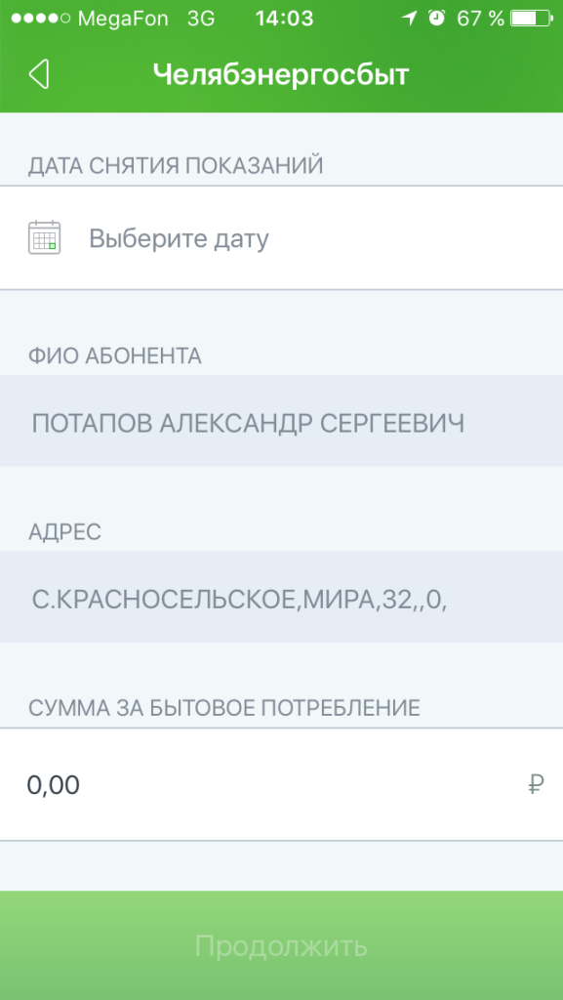 MegaFon 3G 14:03 67 %
Челябэнергосбыт
ДАТА СНЯТИЯ ПОКАЗАНИЙ
Выберите дату
ФИО АБОНЕНТА
ПОТАПОВ АЛЕКСАНДР СЕРГЕЕВИЧ
АДРЕС
С.КРАСНОСЕЛЬСКОЕ,МИРА,32,,0,
СУММА ЗА БЫТОВОЕ ПОТРЕБЛЕНИЕ
0,00 ₽
Продолжить